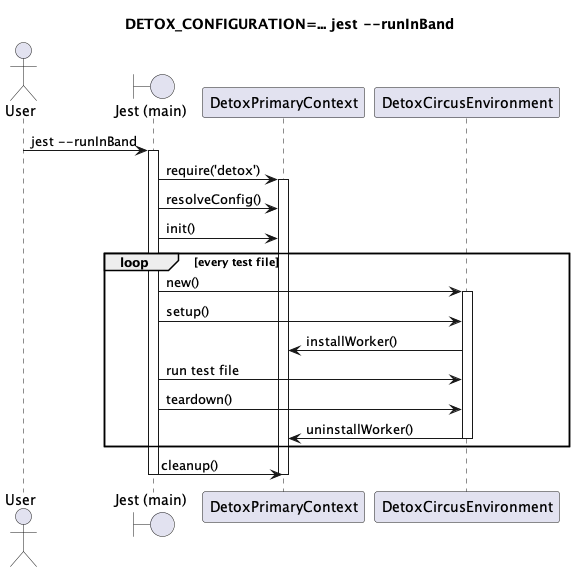 DETOX_CONFIGURATION=... jest --runInBand
User
Jest (main)
DetoxPrimaryContext
DetoxCircusEnvironment
jest --runInBand
require('detox')
resolveConfig()
init()
loop
[every test file]
new()
setup()
installWorker()
run test file
teardown()
uninstallWorker()
cleanup()
User
Jest (main)
DetoxPrimaryContext
DetoxCircusEnvironment